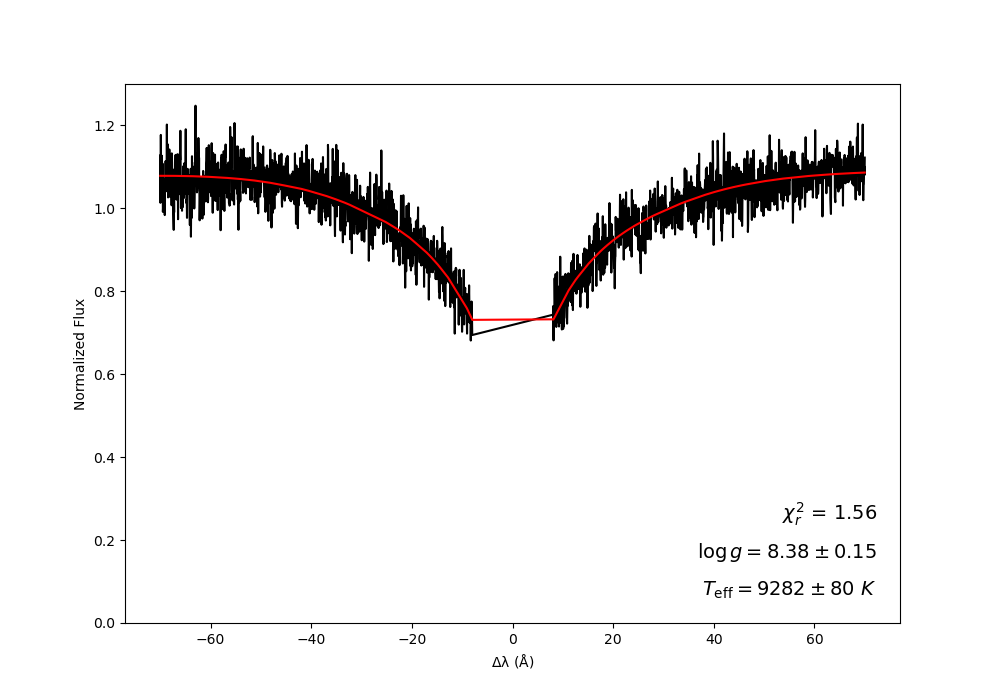 1.2
1.0
0.8
0.6
0.4
0.2
0.0
Normalized Flux
χ²ᵣ = 1.56
log g = 8.38 ± 0.15
T_eff = 9282 ± 80 K
−60 −40 −20 0 20 40 60
Δλ (Å)